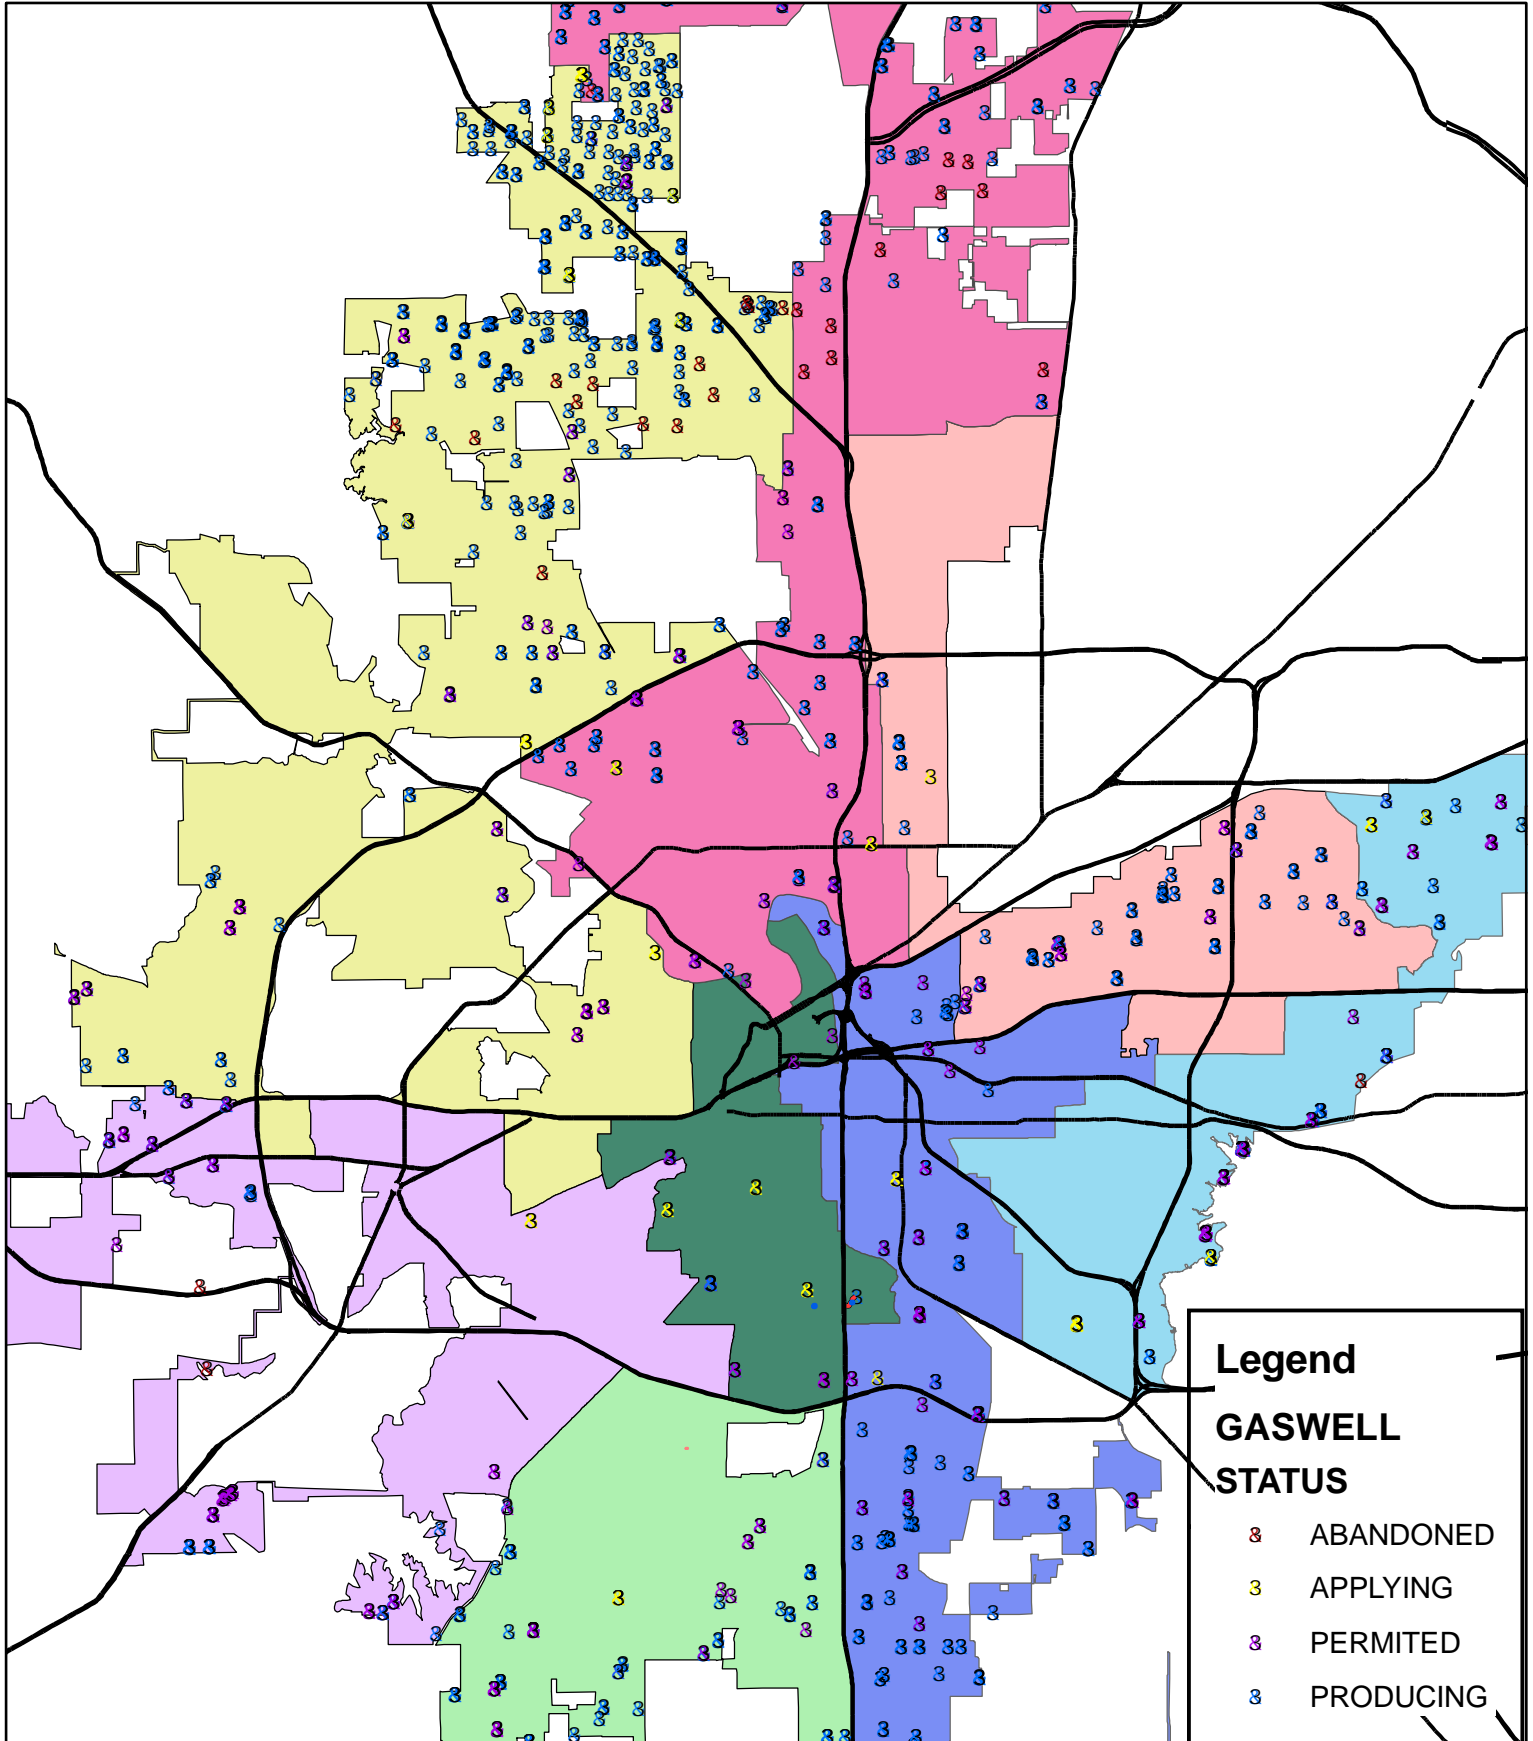 Legend
GASWELL
STATUS
ABANDONED
APPLYING
PERMITED
PRODUCING